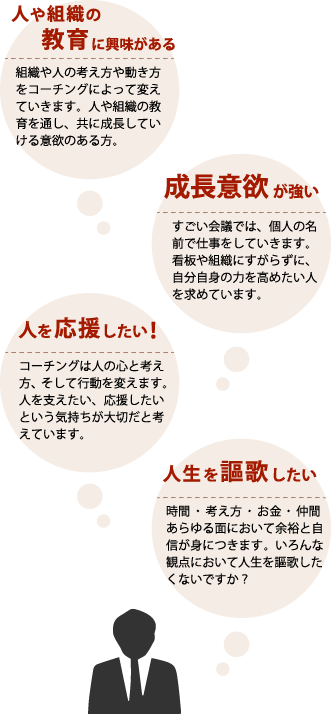 人や組織の
教育に興味がある
組織や人の考え方や動き方
をコーチングによって変え
ていきます。人や組織の教
育を通し、共に成長してい
ける意欲のある方。
成長意欲が強い
すごい会議では、個人の名
前で仕事をしていきます。
看板や組織にすがらずに、
自分自身の力を高めたい人
を求めています。
人を応援したい！
コーチングは人の心と考え
方、そして行動を変えます。
人を支えたい、応援したい
という気持ちが大切だと考
えています。
人生を謳歌したい
時間・考え方・お金・仲間
あらゆる面において余裕と自
信が身につきます。いろんな
観点において人生を謳歌した
くないですか？